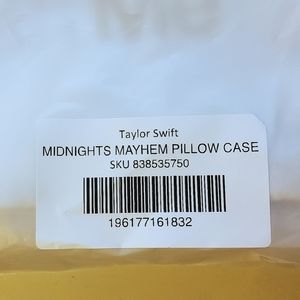 Taylor Swift
MIDNIGHTS MAYHEM PILLOW CASE
SKU 838535750
196177161832